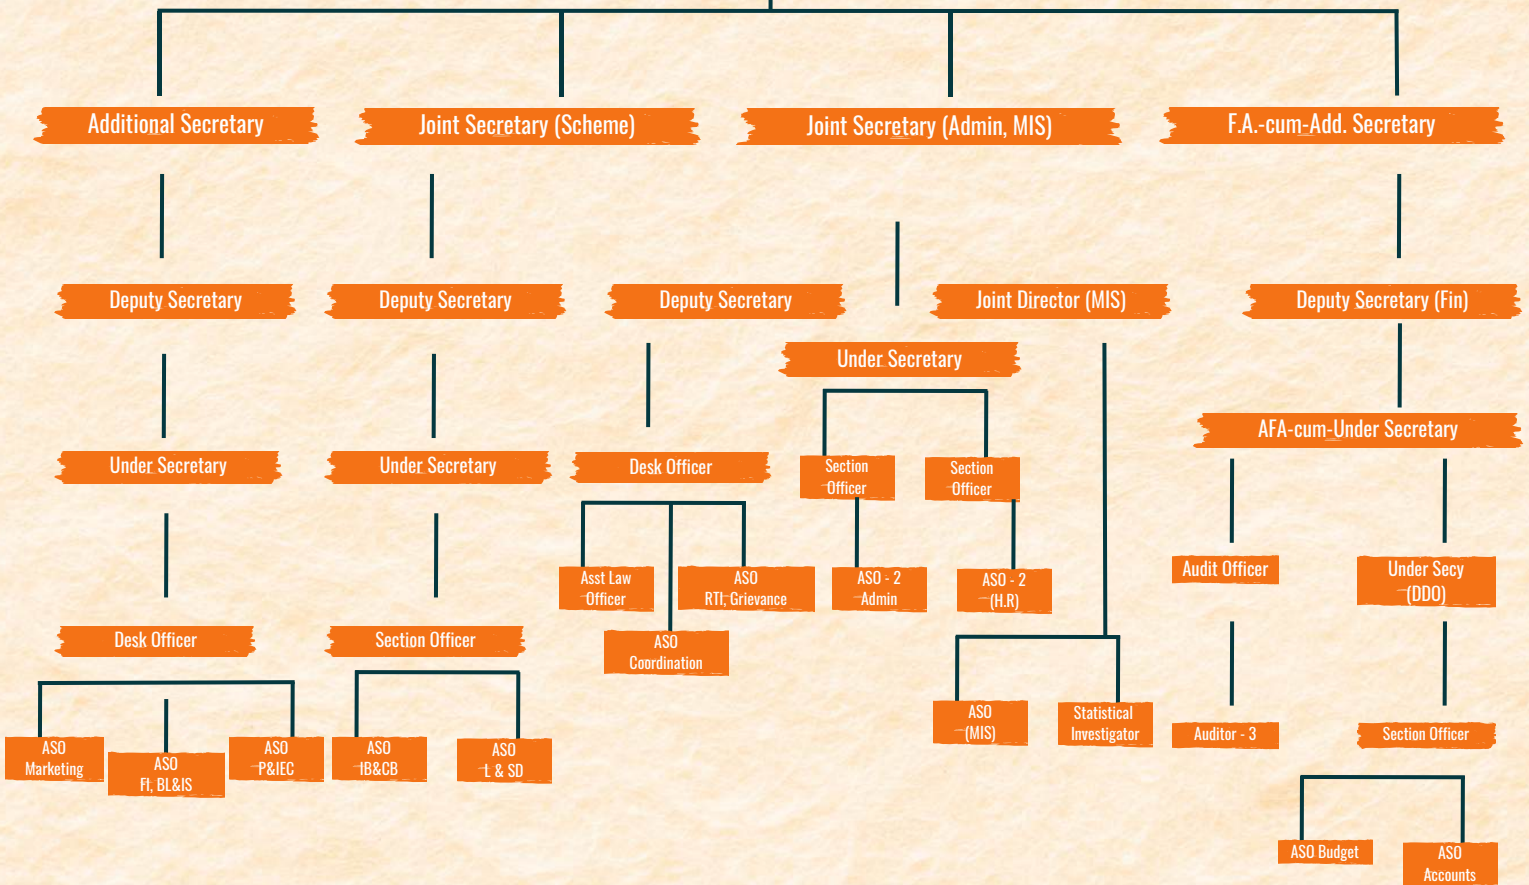 Additional Secretary
Joint Secretary (Scheme)
Joint Secretary (Admin, MIS)
F.A.-cum-Add. Secretary
Deputy Secretary
Deputy Secretary
Deputy Secretary
Joint Director (MIS)
Deputy Secretary (Fin)
Under Secretary
AFA-cum-Under Secretary
Under Secretary
Under Secretary
Desk Officer
Section
Officer
Section
Officer
Asst Law
Officer
ASO
RTI, Grievance
ASO - 2
Admin
ASO - 2
(H.R)
Audit Officer
Under Secy
(DDO)
Desk Officer
Section Officer
ASO
Coordination
ASO
(MIS)
Statistical
Investigator
Auditor - 3
Section Officer
ASO
Marketing
ASO
FI, BL&IS
ASO
P&IEC
ASO
IB&CB
ASO
L & SD
ASO Budget
ASO
Accounts